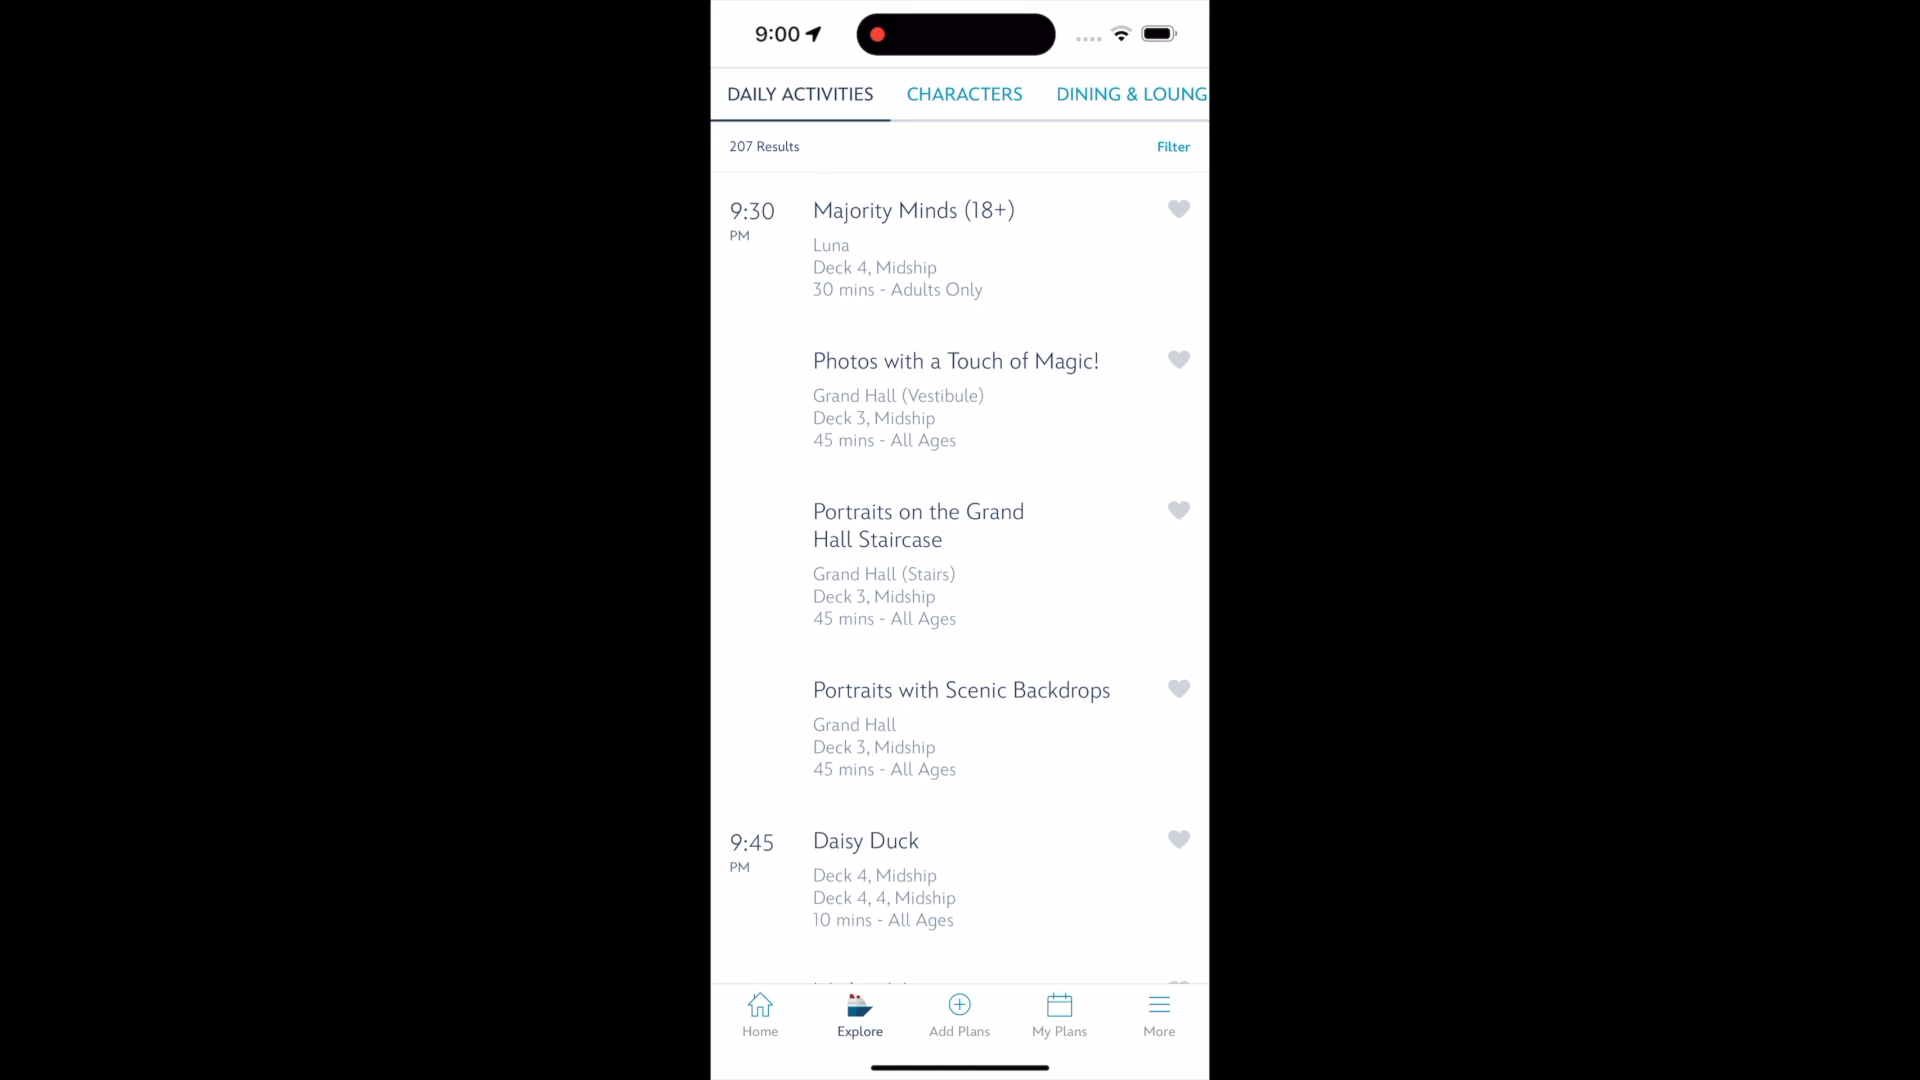 9:00
DAILY ACTIVITIES
CHARACTERS
DINING & LOUNG
207 Results
Filter
9:30
PM
Majority Minds (18+)
Luna
Deck 4, Midship
30 mins - Adults Only
Photos with a Touch of Magic!
Grand Hall (Vestibule)
Deck 3, Midship
45 mins - All Ages
Portraits on the Grand
Hall Staircase
Grand Hall (Stairs)
Deck 3, Midship
45 mins - All Ages
Portraits with Scenic Backdrops
Grand Hall
Deck 3, Midship
45 mins - All Ages
9:45
PM
Daisy Duck
Deck 4, Midship
Deck 4, 4, Midship
10 mins - All Ages
Home
Explore
Add Plans
My Plans
More